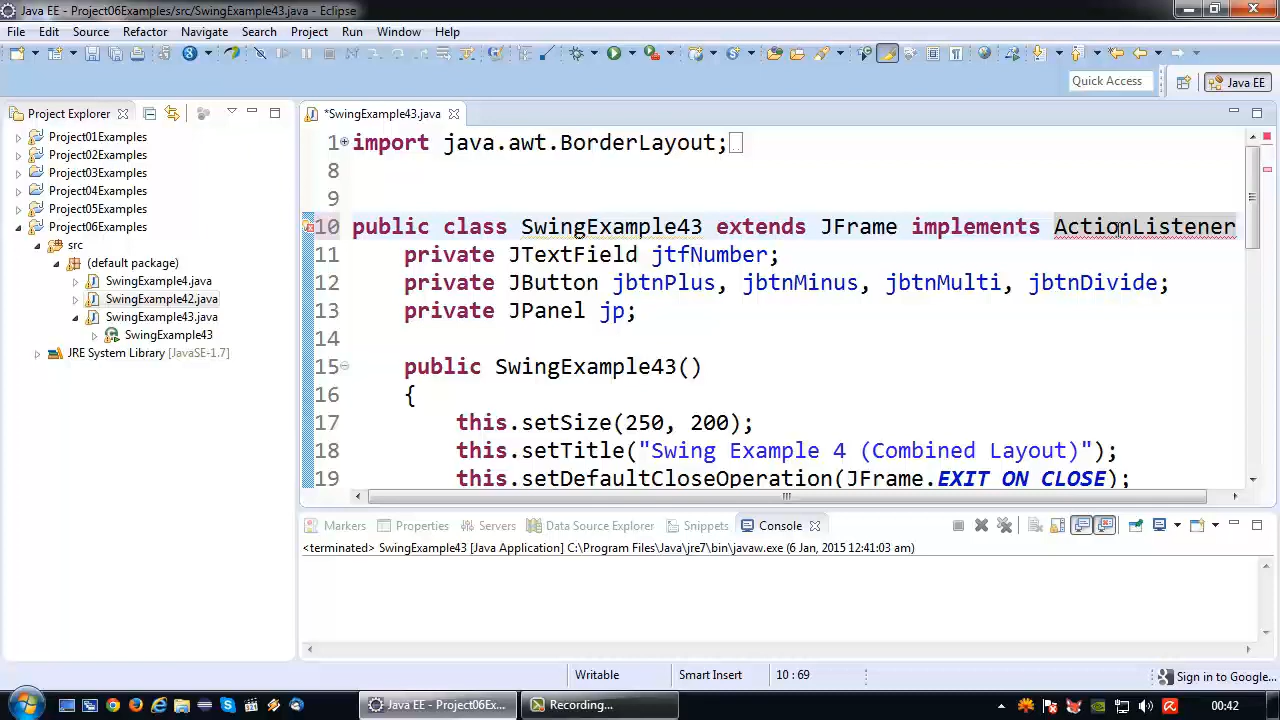 Java EE - Project06Examples/src/SwingExample43.java - Eclipse
File Edit Source Refactor Navigate Search Project Run Window Help
Quick Access
Java EE
Project Explorer
Project01Examples
Project02Examples
Project03Examples
Project04Examples
Project05Examples
Project06Examples
src
(default package)
SwingExample4.java
SwingExample42.java
SwingExample43.java
SwingExample43
JRE System Library [JavaSE-1.7]
*SwingExample43.java
1 import java.awt.BorderLayout;
8
9
10 public class SwingExample43 extends JFrame implements ActionListener
11 private JTextField jtfNumber;
12 private JButton jbtnPlus, jbtnMinus, jbtnMulti, jbtnDivide;
13 private JPanel jp;
14
15 public SwingExample43()
16 {
17 this.setSize(250, 200);
18 this.setTitle("Swing Example 4 (Combined Layout)");
19 this.setDefaultCloseOperation(JFrame.EXIT_ON_CLOSE);
Markers Properties Servers Data Source Explorer Snippets Console
<terminated> SwingExample43 [Java Application] C:\Program Files\Java\jre7\bin\javaw.exe (6 Jan, 2015 12:41:03 am)
Writable Smart Insert 10 : 69 Sign in to Google...
Java EE - Project06Ex... Recording... 00:42